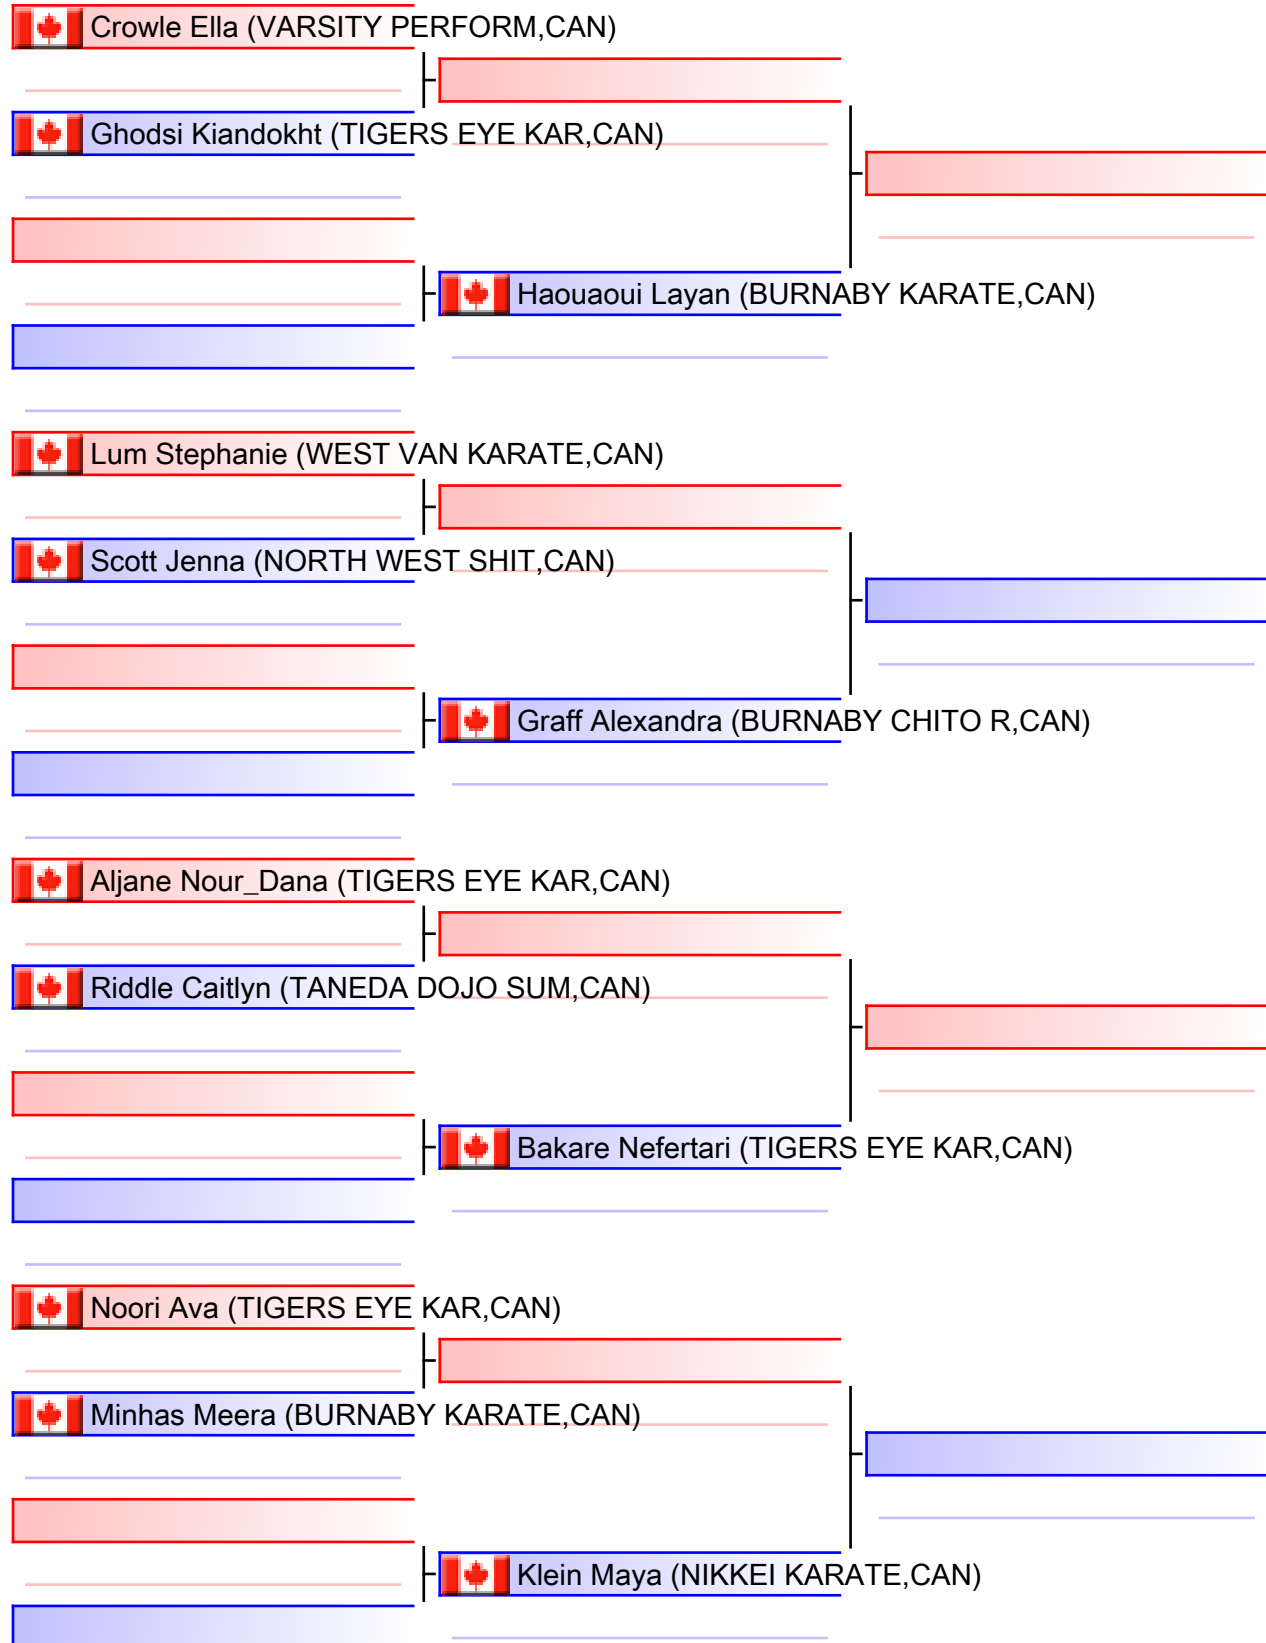 Crowle Ella (VARSITY PERFORM,CAN)
Ghodsi Kiandokht (TIGERS EYE KAR,CAN)
Haouaoui Layan (BURNABY KARATE,CAN)
Lum Stephanie (WEST VAN KARATE,CAN)
Scott Jenna (NORTH WEST SHIT,CAN)
Graff Alexandra (BURNABY CHITO R,CAN)
Aljane Nour_Dana (TIGERS EYE KAR,CAN)
Riddle Caitlyn (TANEDA DOJO SUM,CAN)
Bakare Nefertari (TIGERS EYE KAR,CAN)
Noori Ava (TIGERS EYE KAR,CAN)
Minhas Meera (BURNABY KARATE,CAN)
Klein Maya (NIKKEI KARATE,CAN)